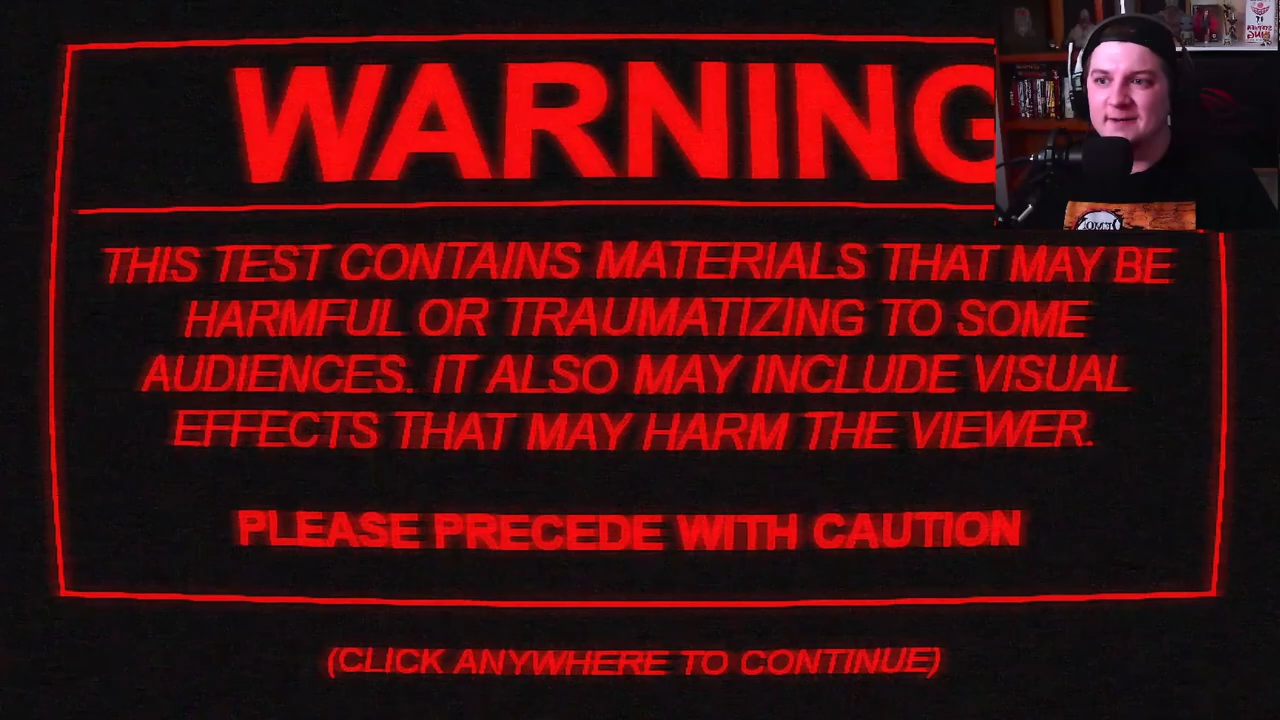 WARNING
THIS TEST CONTAINS MATERIALS THAT MAY BE
HARMFUL OR TRAUMATIZING TO SOME
AUDIENCES. IT ALSO MAY INCLUDE VISUAL
EFFECTS THAT MAY HARM THE VIEWER.
PLEASE PRECEDE WITH CAUTION
(CLICK ANYWHERE TO CONTINUE)